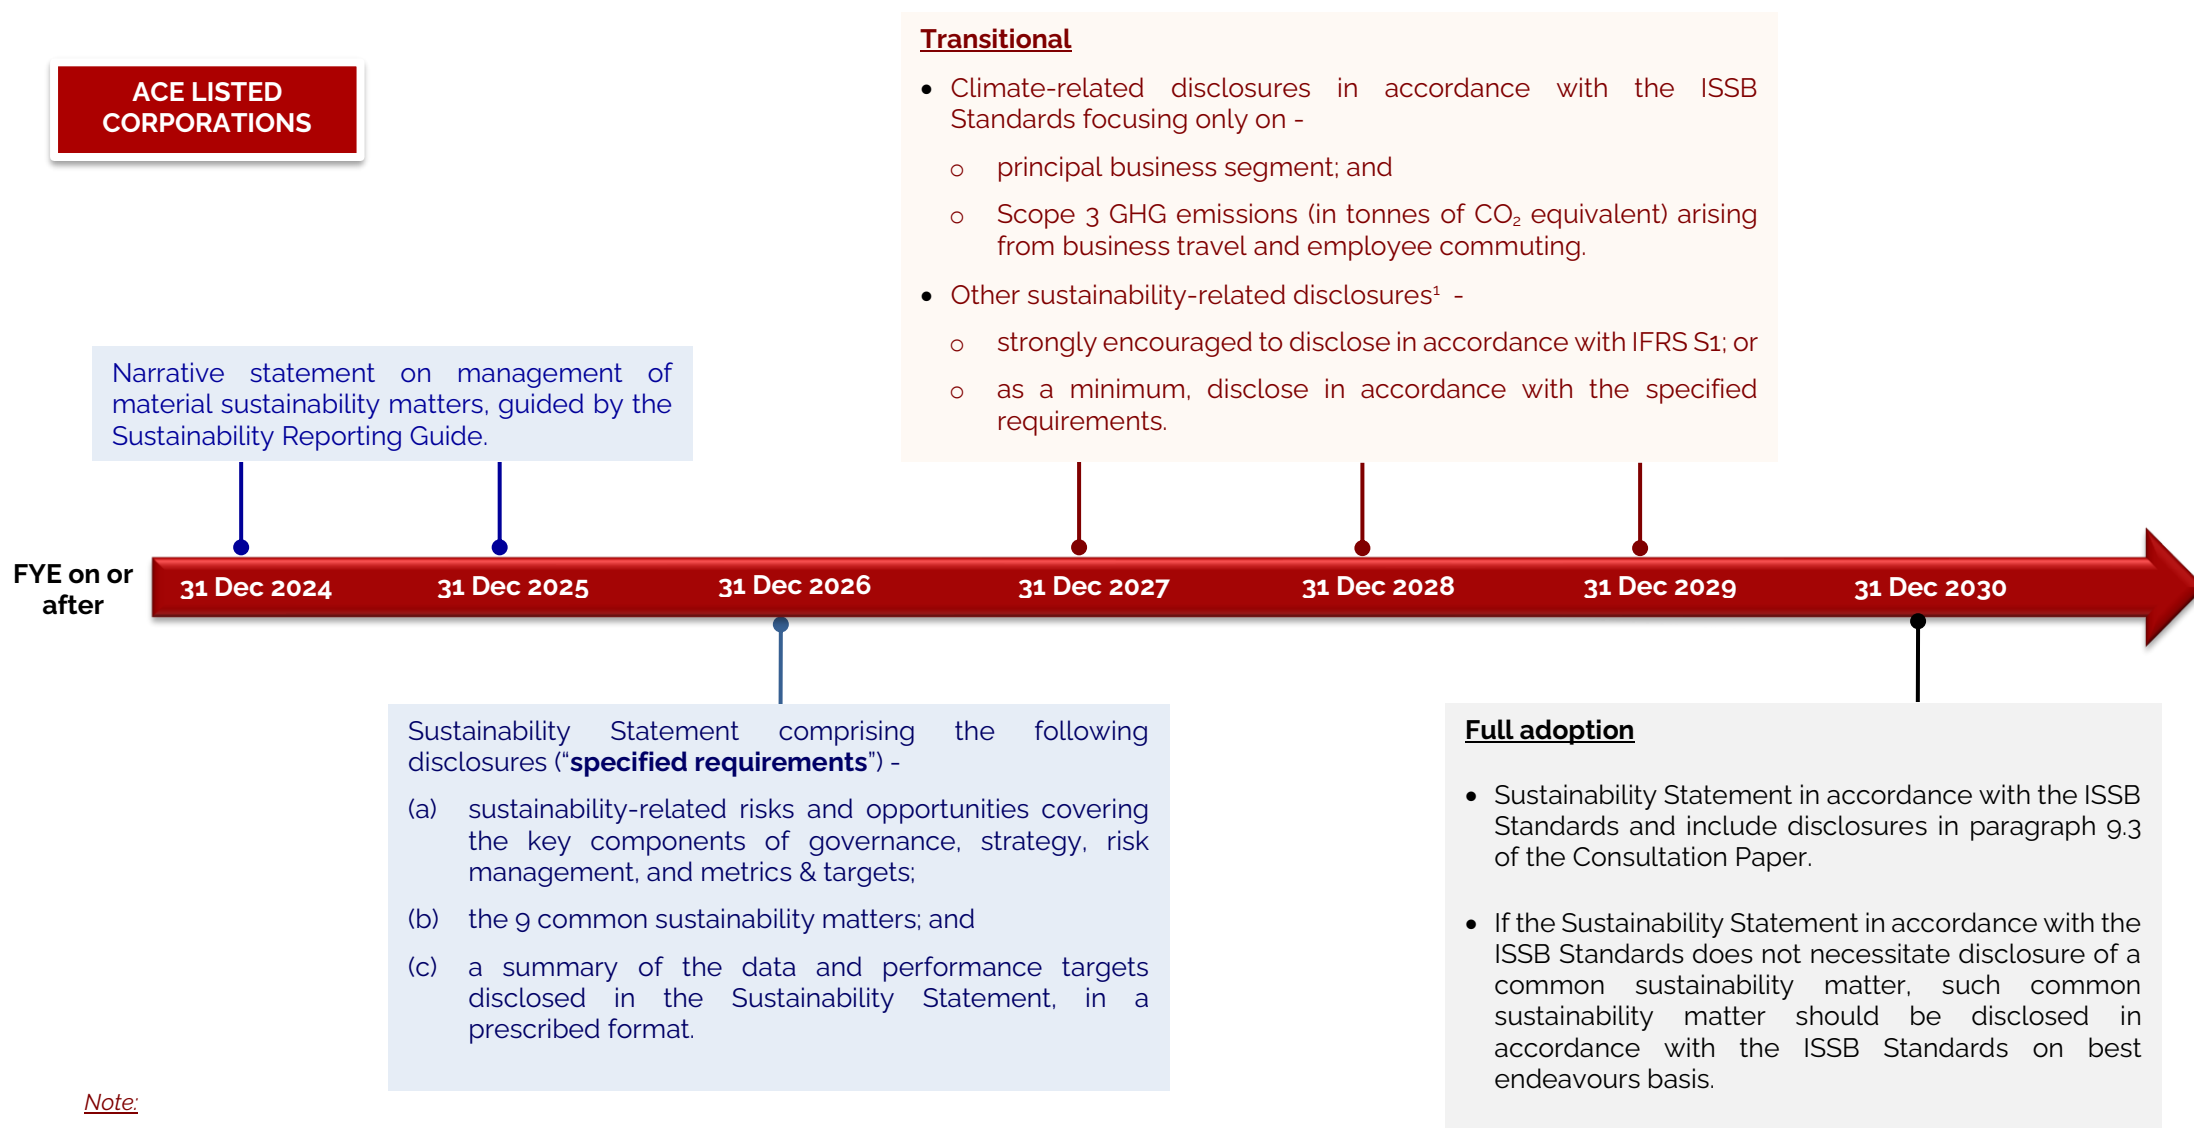 ACE LISTED
CORPORATIONS
Transitional
• Climate-related disclosures in accordance with the ISSB
Standards focusing only on -
o principal business segment; and
o Scope 3 GHG emissions (in tonnes of CO₂ equivalent) arising
from business travel and employee commuting.
• Other sustainability-related disclosures¹ -
o strongly encouraged to disclose in accordance with IFRS S1; or
o as a minimum, disclose in accordance with the specified
requirements.
Narrative statement on management of
material sustainability matters, guided by the
Sustainability Reporting Guide.
FYE on or
after
31 Dec 2024
31 Dec 2025
31 Dec 2026
31 Dec 2027
31 Dec 2028
31 Dec 2029
31 Dec 2030
Sustainability Statement comprising the following
disclosures (“specified requirements”) -
(a) sustainability-related risks and opportunities covering
the key components of governance, strategy, risk
management, and metrics & targets;
(b) the 9 common sustainability matters; and
(c) a summary of the data and performance targets
disclosed in the Sustainability Statement, in a
prescribed format.
Full adoption
• Sustainability Statement in accordance with the ISSB
Standards and include disclosures in paragraph 9.3
of the Consultation Paper.
• If the Sustainability Statement in accordance with the
ISSB Standards does not necessitate disclosure of a
common sustainability matter, such common
sustainability matter should be disclosed in
accordance with the ISSB Standards on best
endeavours basis.
Note: